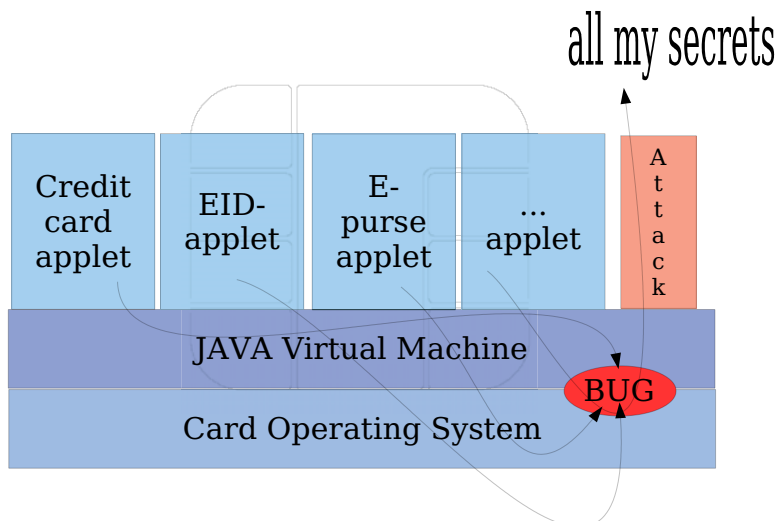 all my secrets
Credit
card
applet
EID-
applet
E-
purse
applet
...
applet
A
t
t
a
c
k
JAVA Virtual Machine
BUG
Card Operating System